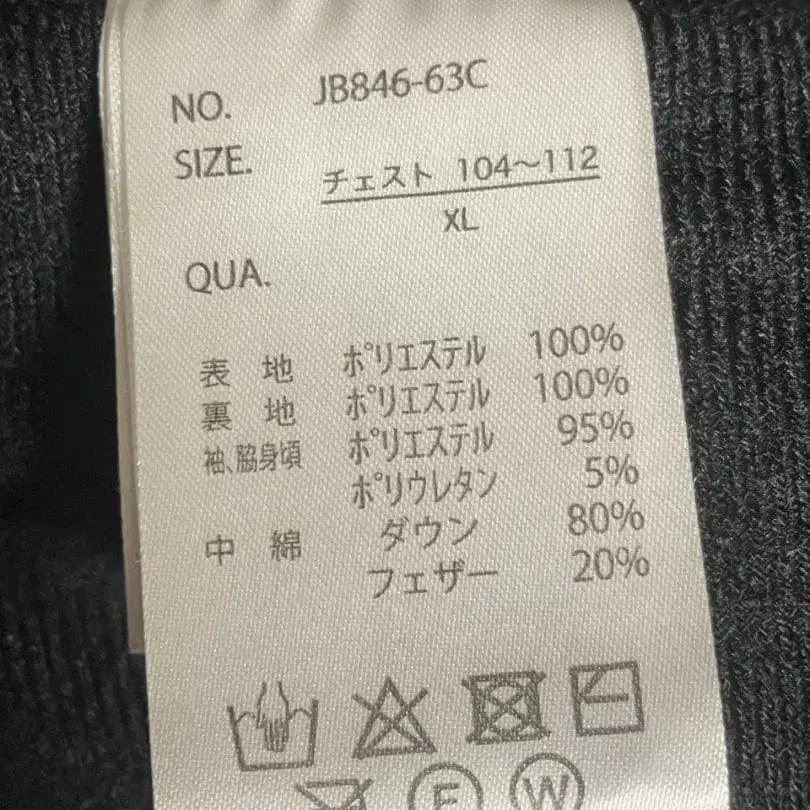 NO. JB846-63C
SIZE. チェスト 104〜112
XL
QUA.
表 地 ポリエステル 100%
裏 地 ポリエステル 100%
袖、脇身頃 ポリエステル 95%
ポリウレタン 5%
中 綿 ダウン 80%
フェザー 20%
F W